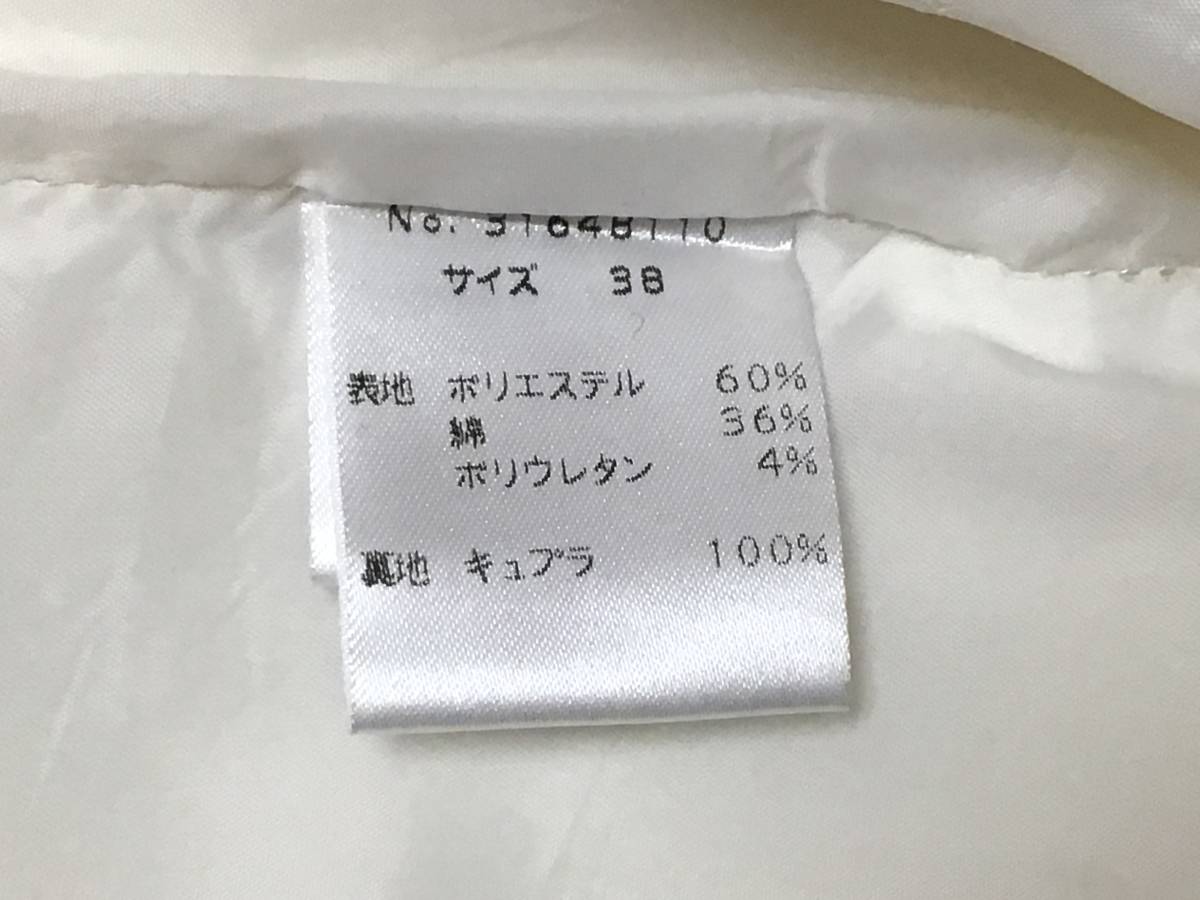 No. 31648110
サイズ 38
表地 ポリエステル 60%
綿 36%
ポリウレタン 4%
裏地 キュプラ 100%